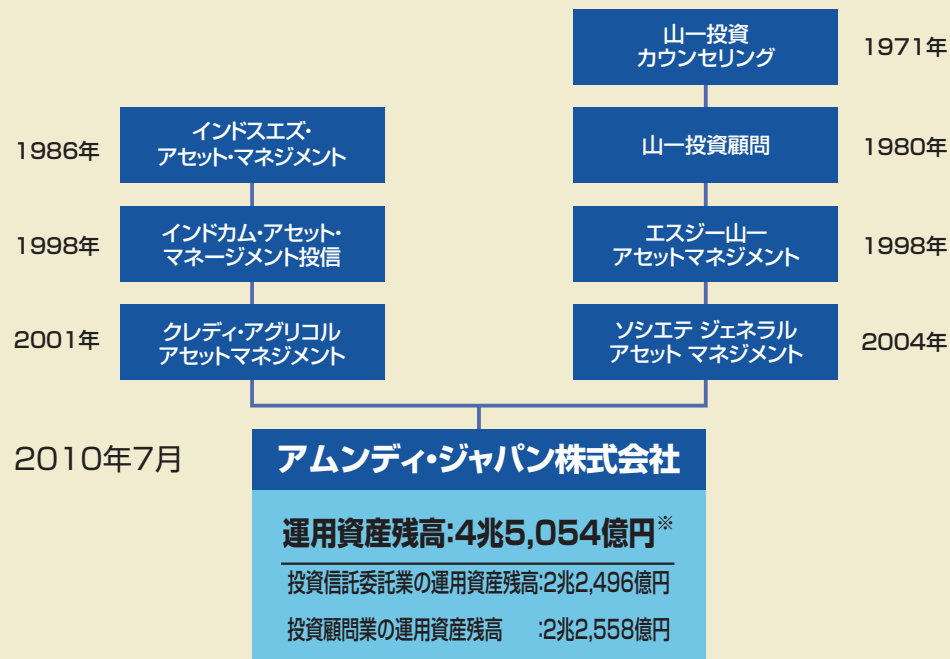 山一投資
カウンセリング
1971年
1986年
インドスエズ・
アセット・マネジメント
山一投資顧問
1980年
1998年
インドカム・アセット・
マネージメント投信
エスジー山一
アセットマネジメント
1998年
2001年
クレディ・アグリコル
アセットマネジメント
ソシエテ ジェネラル
アセット マネジメント
2004年
2010年7月
アムンディ・ジャパン株式会社
運用資産残高:4兆5,054億円※
投資信託委託業の運用資産残高:2兆2,496億円
投資顧問業の運用資産残高 :2兆2,558億円